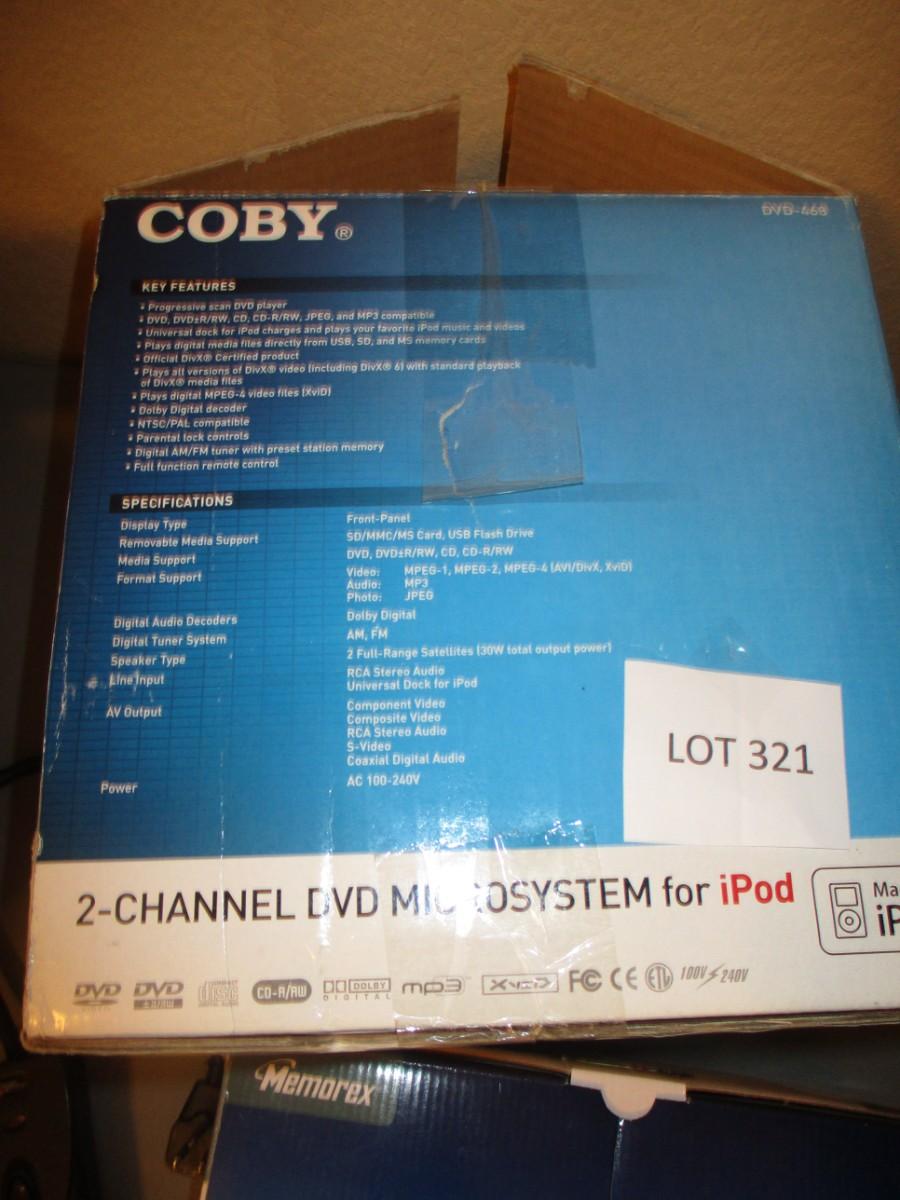 COBY®
DVD-468
KEY FEATURES
Progressive scan DVD player
DVD, DVD±R/RW, CD, CD-R/RW, JPEG, and MP3 compatible
Universal dock for iPod charges and plays your favorite iPod music and videos
Plays digital media files directly from USB, SD, and MS memory cards
Official DivX® Certified product
Plays all versions of DivX® video (including DivX® 6) with standard playback
of DivX® media files
Plays digital MPEG-4 video files (XviD)
Dolby Digital decoder
NTSC/PAL compatible
Parental lock controls
Digital AM/FM tuner with preset station memory
Full function remote control
SPECIFICATIONS
Display Type Front-Panel
Removable Media Support SD/MMC/MS Card, USB Flash Drive
Media Support DVD, DVD±R/RW, CD, CD-R/RW
Format Support Video: MPEG-1, MPEG-2, MPEG-4 (AVI/DivX, XviD)
Audio: MP3
Photo: JPEG
Digital Audio Decoders Dolby Digital
Digital Tuner System AM, FM
Speaker Type 2 Full-Range Satellites (30W total output power)
Line Input RCA Stereo Audio
Universal Dock for iPod
AV Output Component Video
Composite Video
RCA Stereo Audio
S-Video
Coaxial Digital Audio
Power AC 100-240V
LOT 321
2-CHANNEL DVD MICROSYSTEM for iPod
Ma
iP
DVD VIDEO DVD +R/RW COMPACT disc CD-R/RW DOLBY DIGITAL mp3 XviD FC CE ETL 100V 240V
Memorex